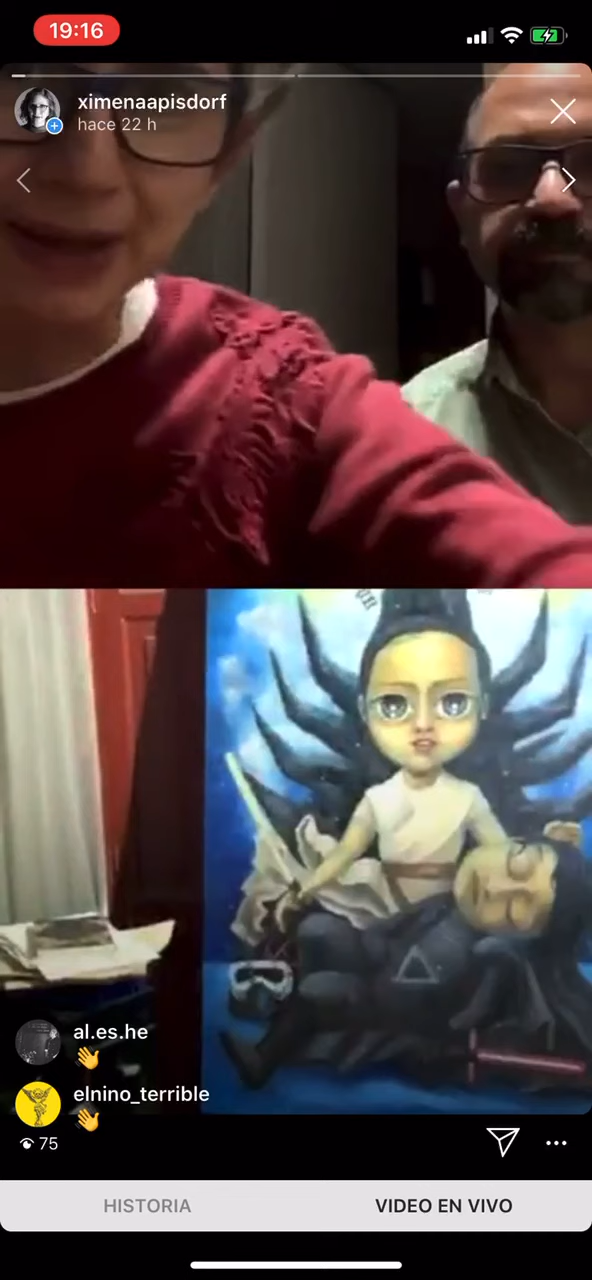 19:16
ximenaapisdorf
hace 22 h
al.es.he
👋
elnino_terrible
👋
75
HISTORIA
VIDEO EN VIVO